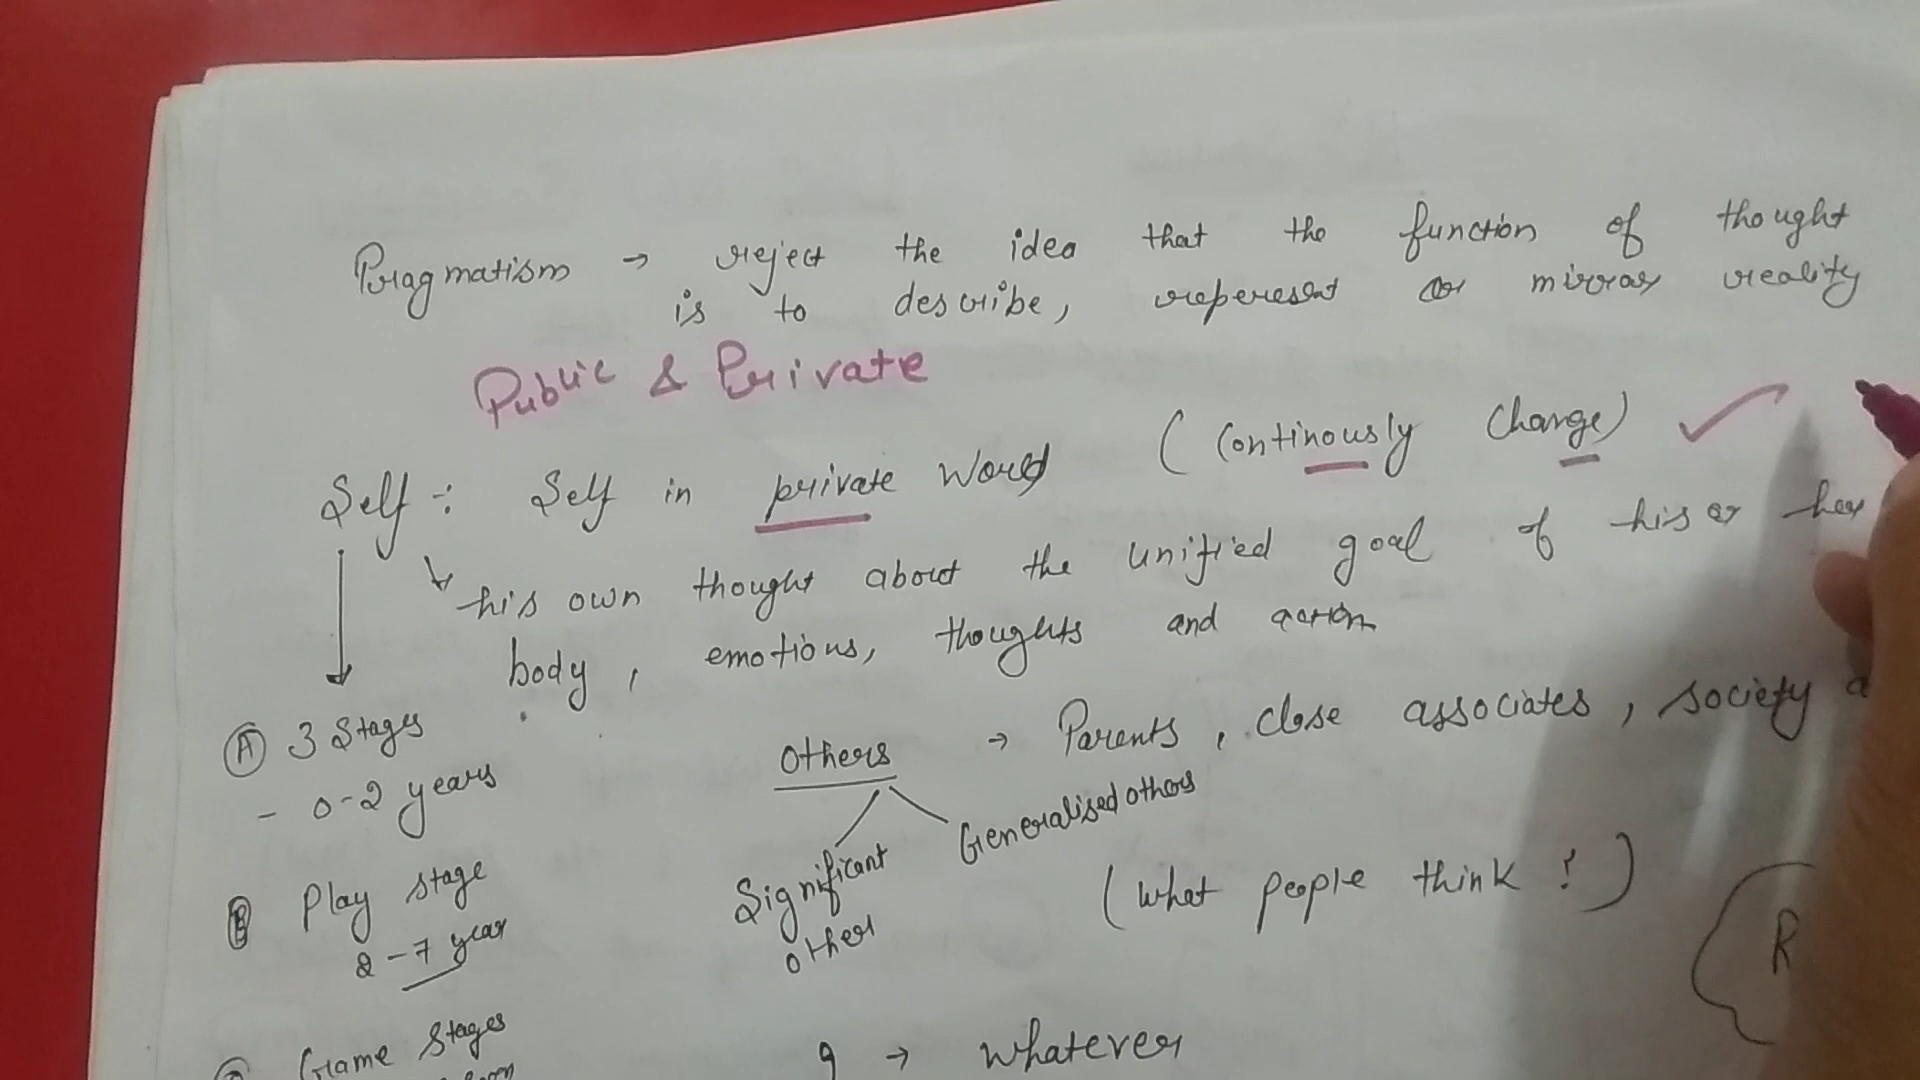 Pragmatism → reject the idea that the function of thought
is to describe, reperesent or mirror reality
Public & Private
Self :- Self in private World (Continously Change) ✓
his own thought about the unified goal of his or her
body, emotions, thoughts and action
(A) 3 Stages
- 0-2 years
Others → Parents, close associates, society
Significant other
Generalised others
(B) Play stage
2-7 year
(What people think !)
R
Game Stages
9 → Whatever